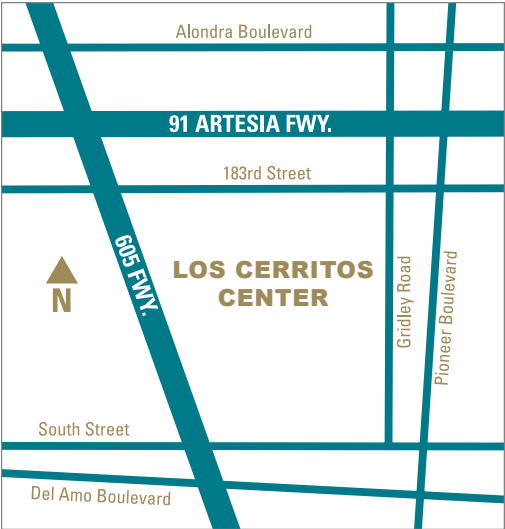 Alondra Boulevard
91 ARTESIA FWY.
183rd Street
605 FWY.
LOS CERRITOS
CENTER
N
Gridley Road
Pioneer Boulevard
South Street
Del Amo Boulevard